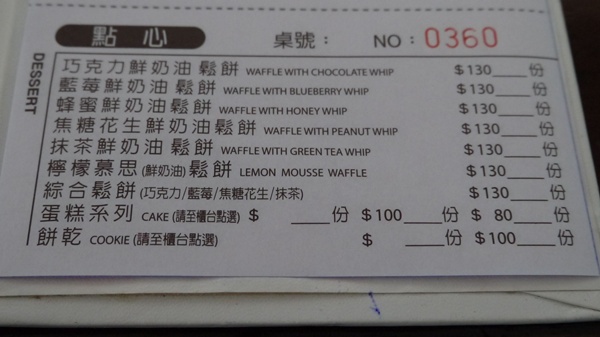 點心 桌號： NO：0360
DESSERT
巧克力鮮奶油鬆餅 WAFFLE WITH CHOCOLATE WHIP $130____份
藍莓鮮奶油鬆餅 WAFFLE WITH BLUEBERRY WHIP $130____份
蜂蜜鮮奶油鬆餅 WAFFLE WITH HONEY WHIP $130____份
焦糖花生鮮奶油鬆餅 WAFFLE WITH PEANUT WHIP $130____份
抹茶鮮奶油鬆餅 WAFFLE WITH GREEN TEA WHIP $130____份
檸檬慕思(鮮奶油)鬆餅 LEMON MOUSSE WAFFLE $130____份
綜合鬆餅(巧克力/藍莓/焦糖花生/抹茶) $130____份
蛋糕系列 CAKE (請至櫃台點選) $ ____份 $100____份 $ 80____份
餅乾 COOKIE (請至櫃台點選) $ ____份 $100____份